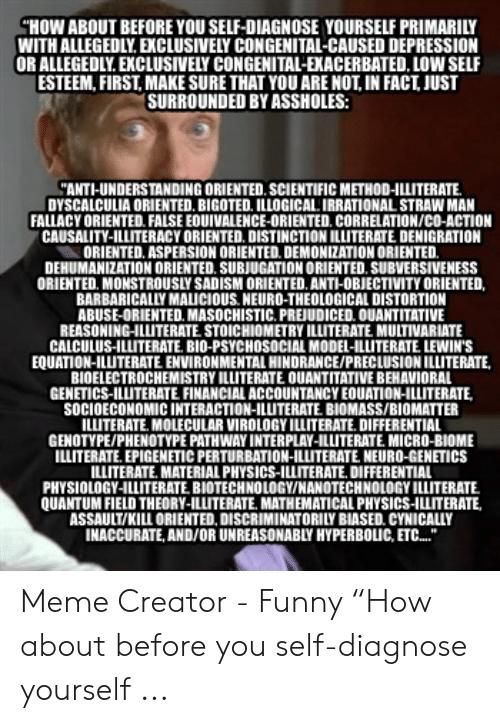 "HOW ABOUT BEFORE YOU SELF-DIAGNOSE YOURSELF PRIMARILY
WITH ALLEGEDLY. EXCLUSIVELY CONGENITAL-CAUSED DEPRESSION
OR ALLEGEDLY. EXCLUSIVELY CONGENITAL-EXACERBATED. LOW SELF
ESTEEM, FIRST, MAKE SURE THAT YOU ARE NOT, IN FACT, JUST
SURROUNDED BY ASSHOLES:
"ANTI-UNDERSTANDING ORIENTED. SCIENTIFIC METHOD-ILLITERATE.
DYSCALCULIA ORIENTED. BIGOTED. ILLOGICAL. IRRATIONAL. STRAW MAN
FALLACY ORIENTED. FALSE EQUIVALENCE-ORIENTED. CORRELATION/CO-ACTION
CAUSALITY-ILLITERACY ORIENTED. DISTINCTION ILLITERATE. DENIGRATION
ORIENTED. ASPERSION ORIENTED. DEMONIZATION ORIENTED.
DEHUMANIZATION ORIENTED. SUBJUGATION ORIENTED. SUBVERSIVENESS
ORIENTED. MONSTROUSLY SADISM ORIENTED. ANTI-OBJECTIVITY ORIENTED,
BARBARICALLY MALICIOUS. NEURO-THEOLOGICAL DISTORTION
ABUSE-ORIENTED. MASOCHISTIC. PREJUDICED. QUANTITATIVE
REASONING-ILLITERATE. STOICHIOMETRY ILLITERATE. MULTIVARIATE
CALCULUS-ILLITERATE. BIO-PSYCHOSOCIAL MODEL-ILLITERATE. LEWIN'S
EQUATION-ILLITERATE. ENVIRONMENTAL HINDRANCE/PRECLUSION ILLITERATE,
BIOELECTROCHEMISTRY ILLITERATE. QUANTITATIVE BEHAVIORAL
GENETICS-ILLITERATE. FINANCIAL ACCOUNTANCY EQUATION-ILLITERATE,
SOCIOECONOMIC INTERACTION-ILLITERATE. BIOMASS/BIOMATTER
ILLITERATE. MOLECULAR VIROLOGY ILLITERATE. DIFFERENTIAL
GENOTYPE/PHENOTYPE PATHWAY INTERPLAY-ILLITERATE. MICRO-BIOME
ILLITERATE. EPIGENETIC PERTURBATION-ILLITERATE. NEURO-GENETICS
ILLITERATE. MATERIAL PHYSICS-ILLITERATE. DIFFERENTIAL
PHYSIOLOGY-ILLITERATE. BIOTECHNOLOGY/NANOTECHNOLOGY ILLITERATE.
QUANTUM FIELD THEORY-ILLITERATE. MATHEMATICAL PHYSICS-ILLITERATE,
ASSAULT/KILL ORIENTED, DISCRIMINATORILY BIASED. CYNICALLY
INACCURATE, AND/OR UNREASONABLY HYPERBOLIC, ETC...."
Meme Creator - Funny "How
about before you self-diagnose
yourself ...